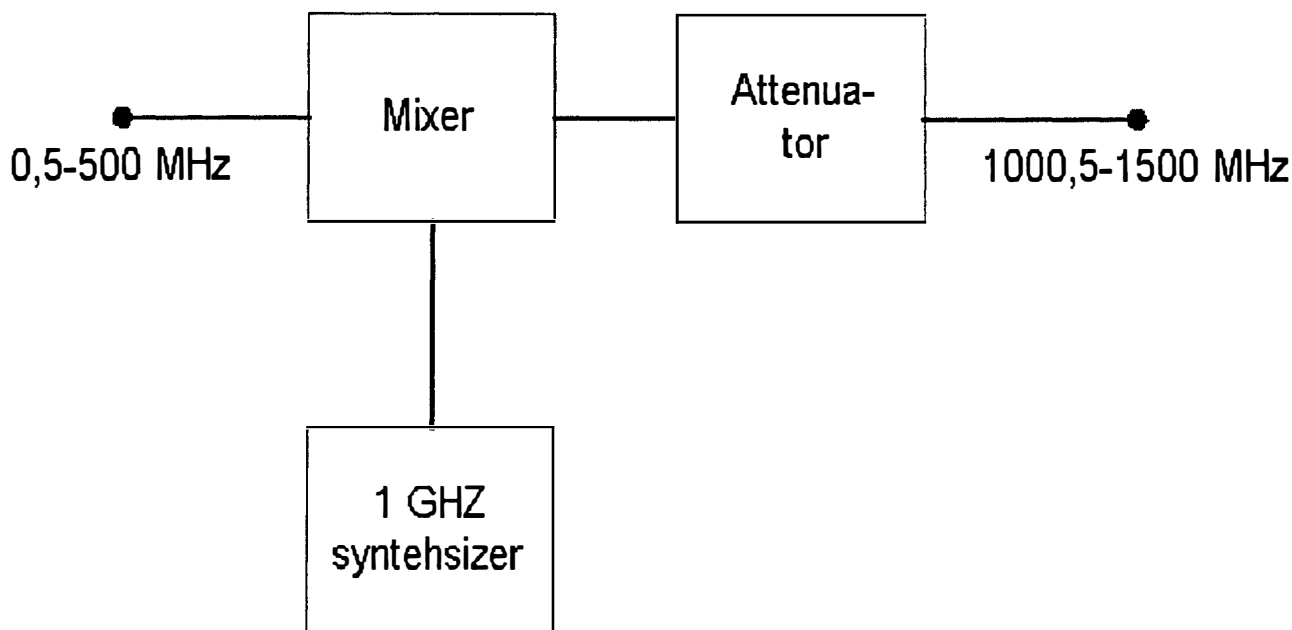 Mixer
Attenua-
tor
0,5-500 MHz
1000,5-1500 MHz
1 GHZ
syntehsizer